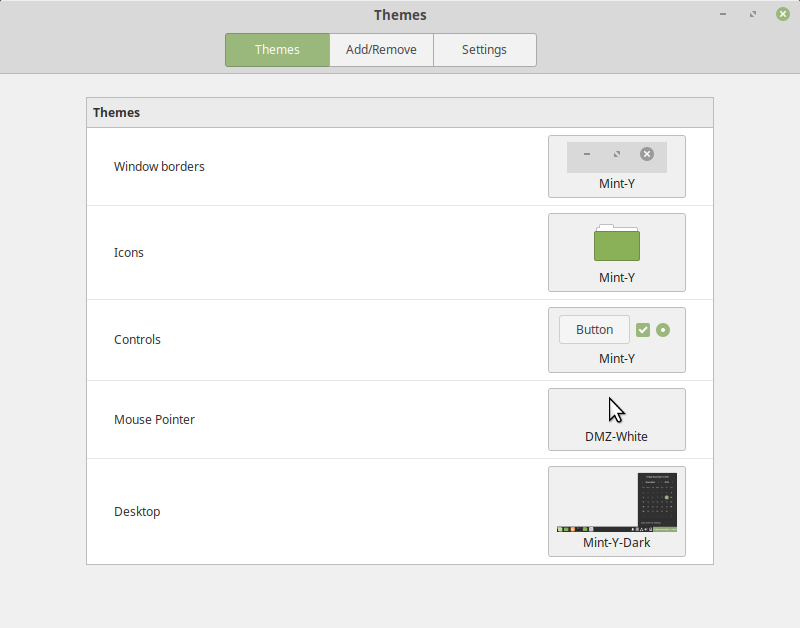 Themes
Themes Add/Remove Settings
Themes
Window borders
Mint-Y
Icons
Mint-Y
Controls
Button
Mint-Y
Mouse Pointer
DMZ-White
Desktop
Mint-Y-Dark